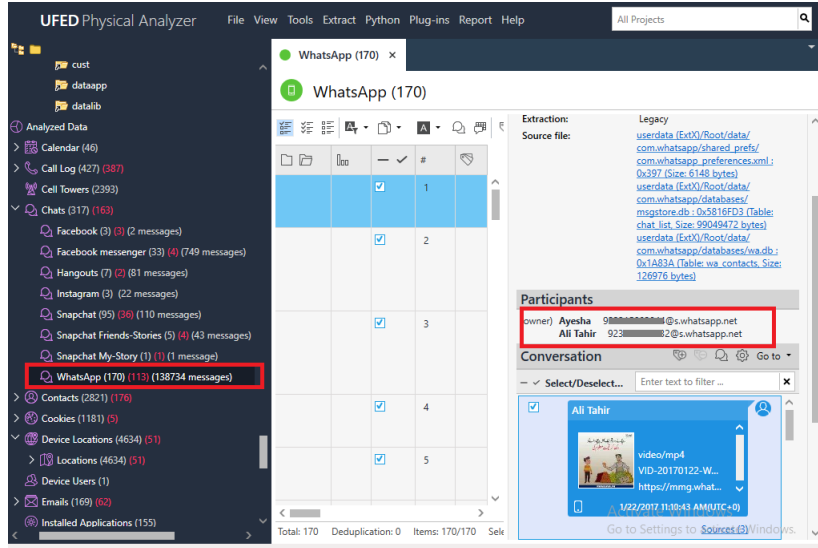 UFED Physical Analyzer File View Tools Extract Python Plug-ins Report Help All Projects
WhatsApp (170) ×
WhatsApp (170)
cust
dataapp
datalib
Analyzed Data
Calendar (46)
Call Log (427) (387)
Cell Towers (2393)
Chats (317) (163)
Facebook (3) (3) (2 messages)
Facebook messenger (33) (4) (749 messages)
Hangouts (7) (2) (81 messages)
Instagram (3) (22 messages)
Snapchat (95) (36) (110 messages)
Snapchat Friends-Stories (5) (4) (43 messages)
Snapchat My-Story (1) (1) (1 message)
WhatsApp (170) (113) (138734 messages)
Contacts (2821) (176)
Cookies (1181) (5)
Device Locations (4634) (51)
Locations (4634) (51)
Device Users (1)
Emails (169) (62)
Installed Applications (155)
#
1
2
3
4
5
Total: 170 Deduplication: 0 Items: 170/170 Sele
Extraction: Legacy
Source file: userdata (ExtX)/Root/data/
com.whatsapp/shared_prefs/
com.whatsapp_preferences.xml :
0x397 (Size: 6148 bytes)
userdata (ExtX)/Root/data/
com.whatsapp/databases/
msgstore.db : 0x5816FD3 (Table:
chat_list, Size: 99049472 bytes)
userdata (ExtX)/Root/data/
com.whatsapp/databases/wa.db :
0x1A83A (Table: wa_contacts, Size:
126976 bytes)
Participants
owner) Ayesha @s.whatsapp.net
Ali Tahir 923 82@s.whatsapp.net
Conversation Go to
Select/Deselect... Enter text to filter ... ×
Ali Tahir
video/mp4
VID-20170122-W...
https://mmg.what...
1/22/2017 11:10:43 AM(UTC+0)
Activate Windows
Go to Settings to activate Windows.
Sources (3)